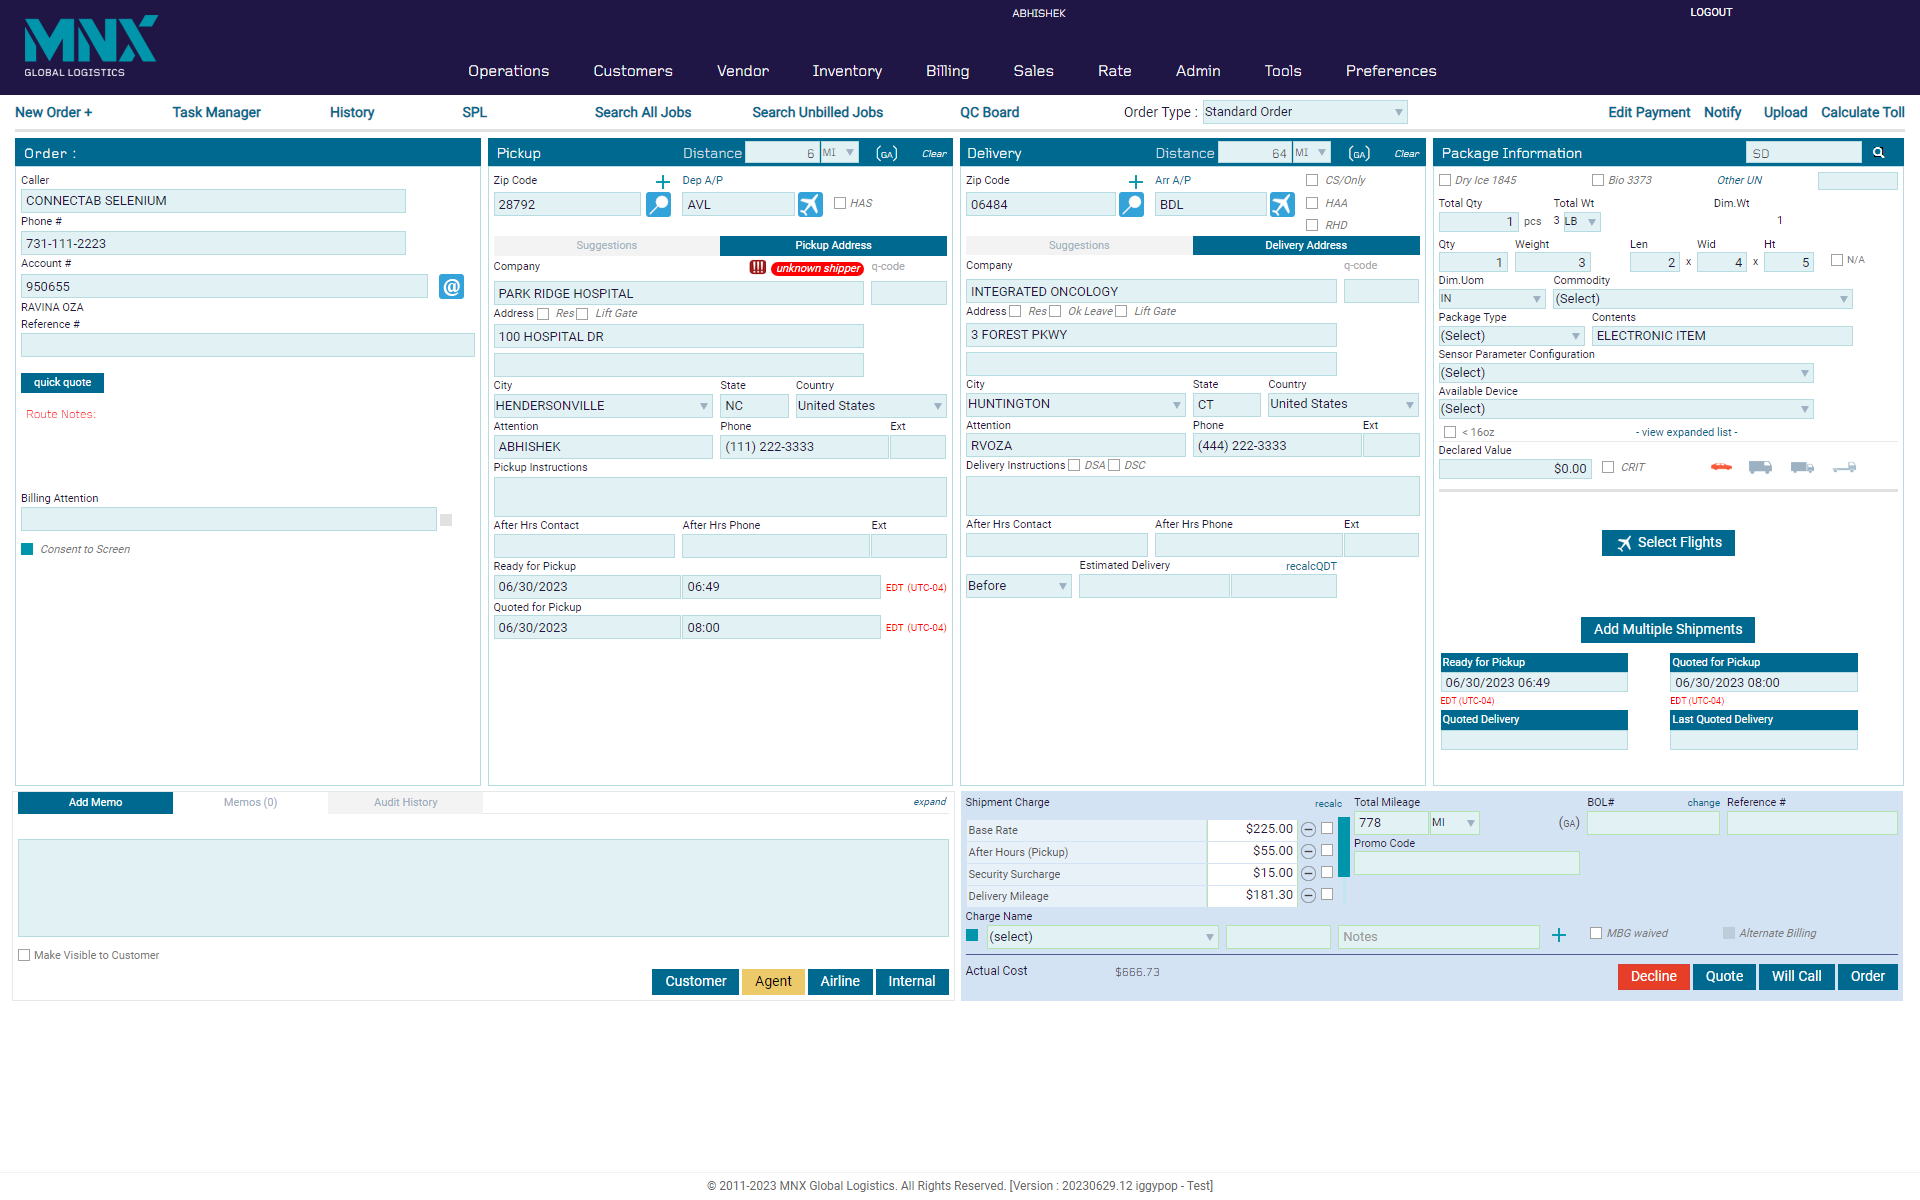 ABHISHEK
LOGOUT
MNX
GLOBAL LOGISTICS
Operations Customers Vendor Inventory Billing Sales Rate Admin Tools Preferences
New Order + Task Manager History SPL Search All Jobs Search Unbilled Jobs QC Board Order Type : Standard Order Edit Payment Notify Upload Calculate Toll
Order :
Caller
CONNECTAB SELENIUM
Phone #
731-111-2223
Account #
950655
@
RAVINA OZA
Reference #
quick quote
Route Notes:
Billing Attention
Consent to Screen
Pickup Distance 6 MI (GA) Clear
Zip Code Dep A/P
28792 AVL HAS
Suggestions Pickup Address
Company unknown shipper q-code
PARK RIDGE HOSPITAL
Address Res Lift Gate
100 HOSPITAL DR
City State Country
HENDERSONVILLE NC United States
Attention Phone Ext
ABHISHEK (111) 222-3333
Pickup Instructions
After Hrs Contact After Hrs Phone Ext
Ready for Pickup
06/30/2023 06:49 EDT (UTC-04)
Quoted for Pickup
06/30/2023 08:00 EDT (UTC-04)
Delivery Distance 64 MI (GA) Clear
Zip Code Arr A/P CS/Only
06484 BDL HAA
RHD
Suggestions Delivery Address
Company q-code
INTEGRATED ONCOLOGY
Address Res Ok Leave Lift Gate
3 FOREST PKWY
City State Country
HUNTINGTON CT United States
Attention Phone Ext
RVOZA (444) 222-3333
Delivery Instructions DSA DSC
After Hrs Contact After Hrs Phone Ext
Estimated Delivery recalcQDT
Before
Package Information SD
Dry Ice 1845 Bio 3373 Other UN
Total Qty Total Wt Dim.Wt
1 pcs 3 LB 1
Qty Weight Len Wid Ht
1 3 2 x 4 x 5 N/A
Dim.Uom Commodity
IN (Select)
Package Type Contents
(Select) ELECTRONIC ITEM
Sensor Parameter Configuration
(Select)
Available Device
(Select)
< 16oz - view expanded list -
Declared Value
$0.00 CRIT
Select Flights
Add Multiple Shipments
Ready for Pickup Quoted for Pickup
06/30/2023 06:49 06/30/2023 08:00
EDT (UTC-04) EDT (UTC-04)
Quoted Delivery Last Quoted Delivery
Add Memo Memos (0) Audit History expand
Make Visible to Customer
Customer Agent Airline Internal
Shipment Charge recalc Total Mileage BOL# change Reference #
Base Rate $225.00 778 MI (GA)
After Hours (Pickup) $55.00 Promo Code
Security Surcharge $15.00
Delivery Mileage $181.30
Charge Name
(select) Notes MBG waived Alternate Billing
Actual Cost $666.73
Decline Quote Will Call Order
© 2011-2023 MNX Global Logistics. All Rights Reserved. [Version : 20230629.12 iggypop - Test]